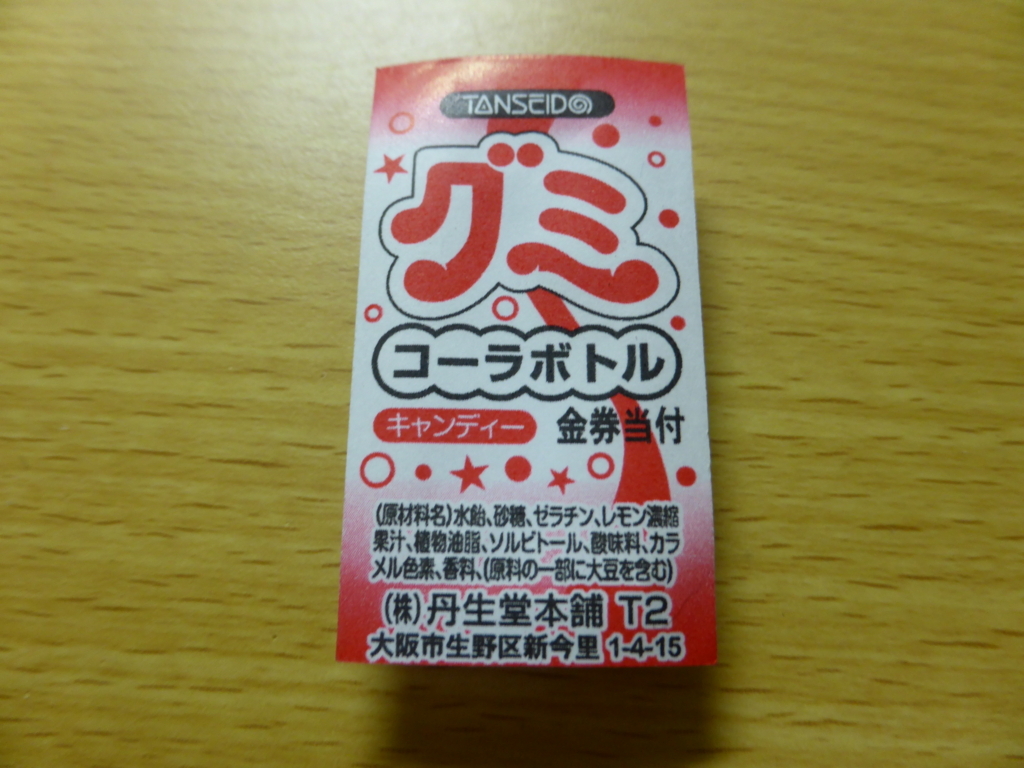 TANSEIDO
グミ
コーラボトル
キャンディー 金券当付
(原材料名)水飴、砂糖、ゼラチン、レモン濃縮
果汁、植物油脂、ソルビトール、酸味料、カラ
メル色素、香料、(原料の一部に大豆を含む)
(株)丹生堂本舗 T2
大阪市生野区新今里 1-4-15